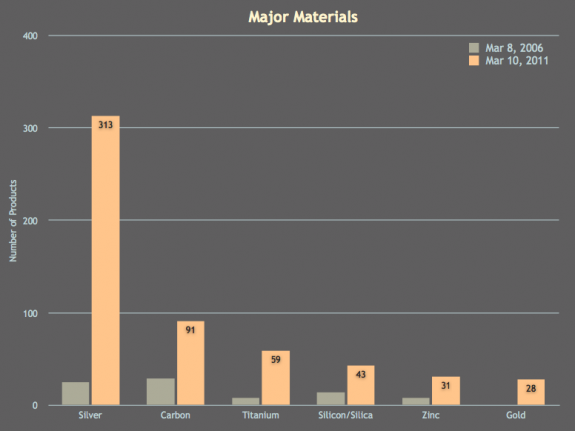 Major Materials
400
Mar 8, 2006
Mar 10, 2011
300
200
100
0
Number of Products
313
91
59
43
31
28
Silver
Carbon
Titanium
Silicon/Silica
Zinc
Gold